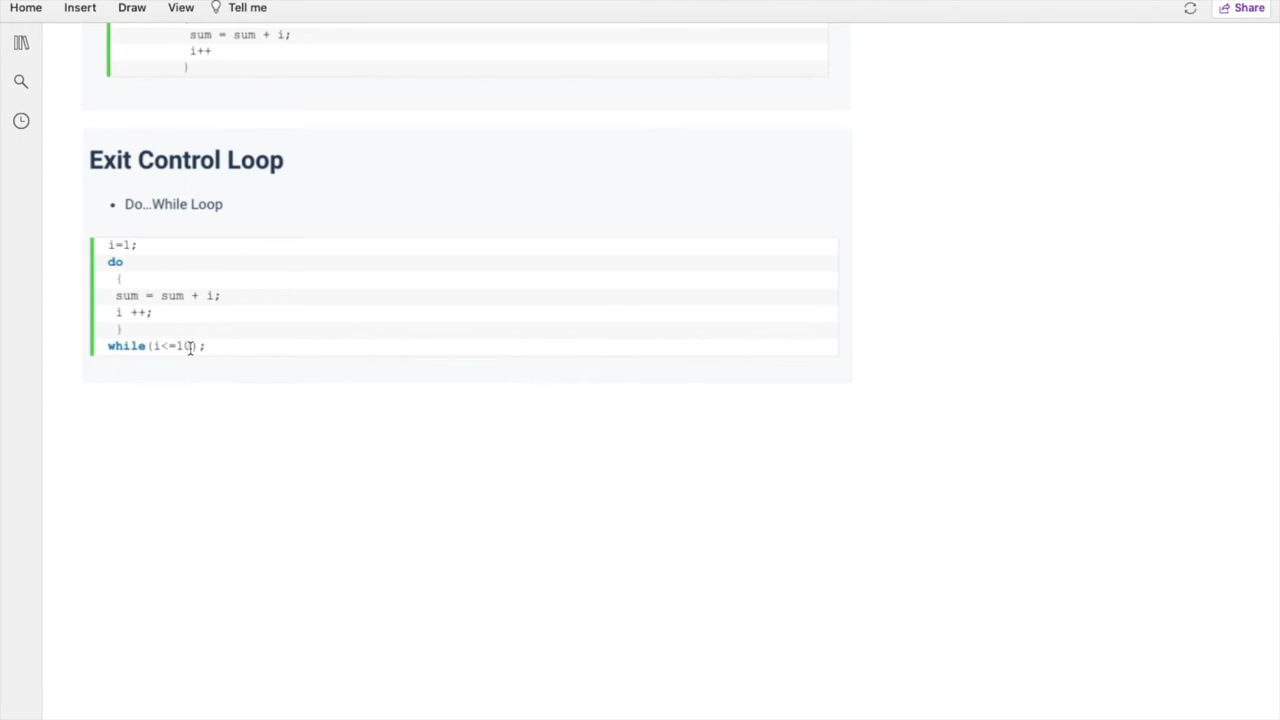 Home Insert Draw View Tell me Share
sum = sum + i;
i++
}
Exit Control Loop
• Do...While Loop
i=1;
do
{
sum = sum + i;
i ++;
}
while(i<=10);